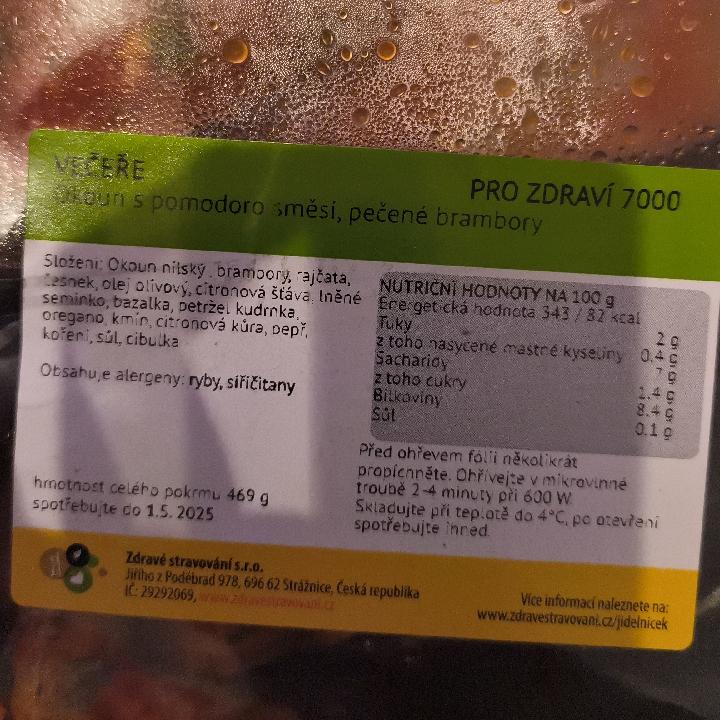 VEČEŘE
PRO ZDRAVÍ 7000
Okoun s pomodoro směsí, pečené brambory
Složení: Okoun nilský, brambory, rajčata,
česnek, olej olivový, citronová šťáva, lněné
semínko, bazalka, petržel kudrnka,
oregano, kmín, citronová kůra, pepř,
koření, sůl, cibulka
Obsahuje alergeny: ryby, siřičitany
hmotnost celého pokrmu 469 g
spotřebujte do 1.5. 2025
NUTRIČNÍ HODNOTY NA 100 g
Energetická hodnota 343 / 82 kcal
Tuky 2 g
z toho nasycené mastné kyseliny 0.4 g
Sacharidy 7 g
z toho cukry 1.4 g
Bílkoviny 8.4 g
Sůl 0.1 g
Před ohřevem fólii několikrát
propíchněte. Ohřívejte v mikrovlnné
troubě 2-4 minuty při 600 W.
Skladujte při teplotě do 4°C, po otevření
spotřebujte ihned.
Zdravé stravování s.r.o.
Jiřího z Poděbrad 978, 696 62 Strážnice, Česká republika
IČ: 29292069, www.zdravestravovani.cz
Více informací naleznete na:
www.zdravestravovani.cz/jidelnicek